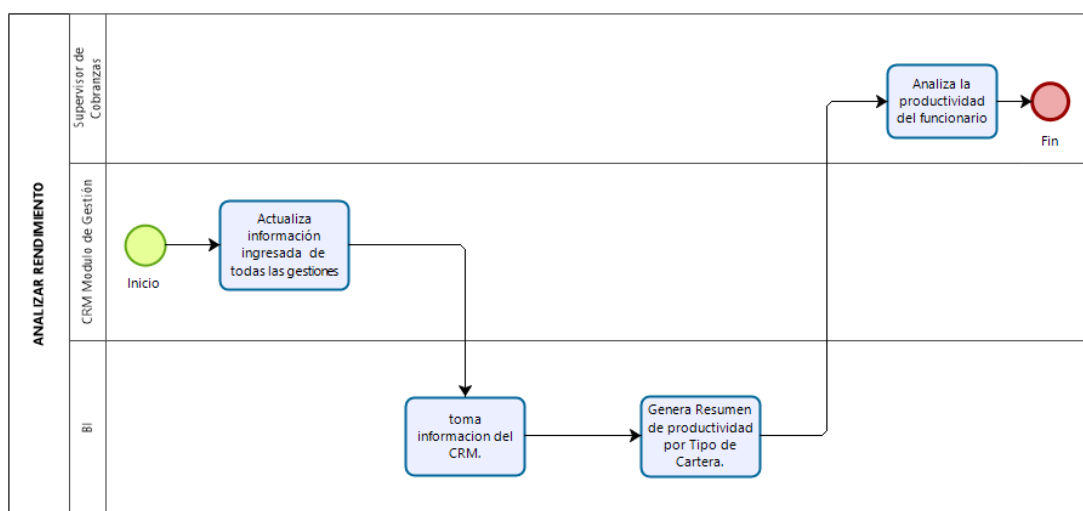 ANALIZAR RENDIMIENTO
Supervisor de
Cobranzas
Analiza la
productividad
del funcionario
Fin
CRM Modulo de Gestión
Inicio
Actualiza
información
ingresada de
todas las gestiones
BI
toma
informacion del
CRM.
Genera Resumen
de productividad
por Tipo de
Cartera.